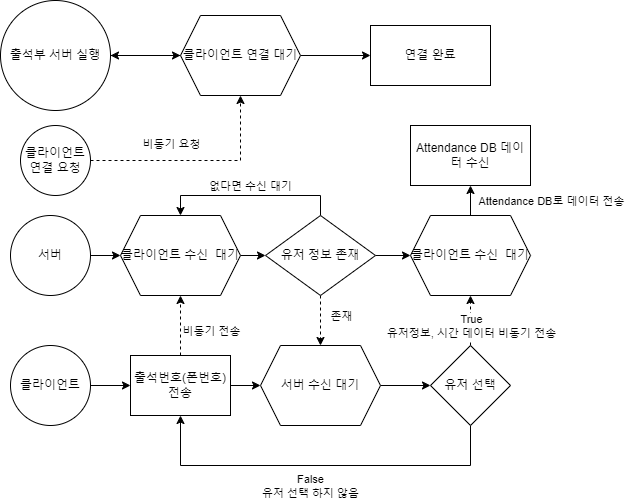 출석부 서버 실행
클라이언트 연결 대기
연결 완료
클라이언트
연결 요청
비동기 요청
Attendance DB 데이
터 수신
없다면 수신 대기
Attendance DB로 데이터 전송
서버
클라이언트 수신 대기
유저 정보 존재
클라이언트 수신 대기
비동기 전송
존재
True
유저정보, 시간 데이터 비동기 전송
클라이언트
출석번호(폰번호)
전송
서버 수신 대기
유저 선택
False
유저 선택 하지 않음